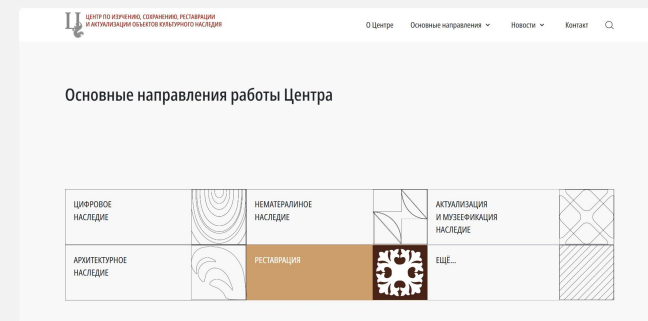 ЦЕНТР ПО ИЗУЧЕНИЮ, СОХРАНЕНИЮ, РЕСТАВРАЦИИ
И АКТУАЛИЗАЦИИ ОБЪЕКТОВ КУЛЬТУРНОГО НАСЛЕДИЯ
О Центре Основные направления Новости Контакт
Основные направления работы Центра
ЦИФРОВОЕ
НАСЛЕДИЕ
НЕМАТЕРАЛИНОЕ
НАСЛЕДИЕ
АКТУАЛИЗАЦИЯ
И МУЗЕЕФИКАЦИЯ
НАСЛЕДИЕ
АРХИТЕКТУРНОЕ
НАСЛЕДИЕ
РЕСТАВРАЦИЯ
ЕЩЁ...